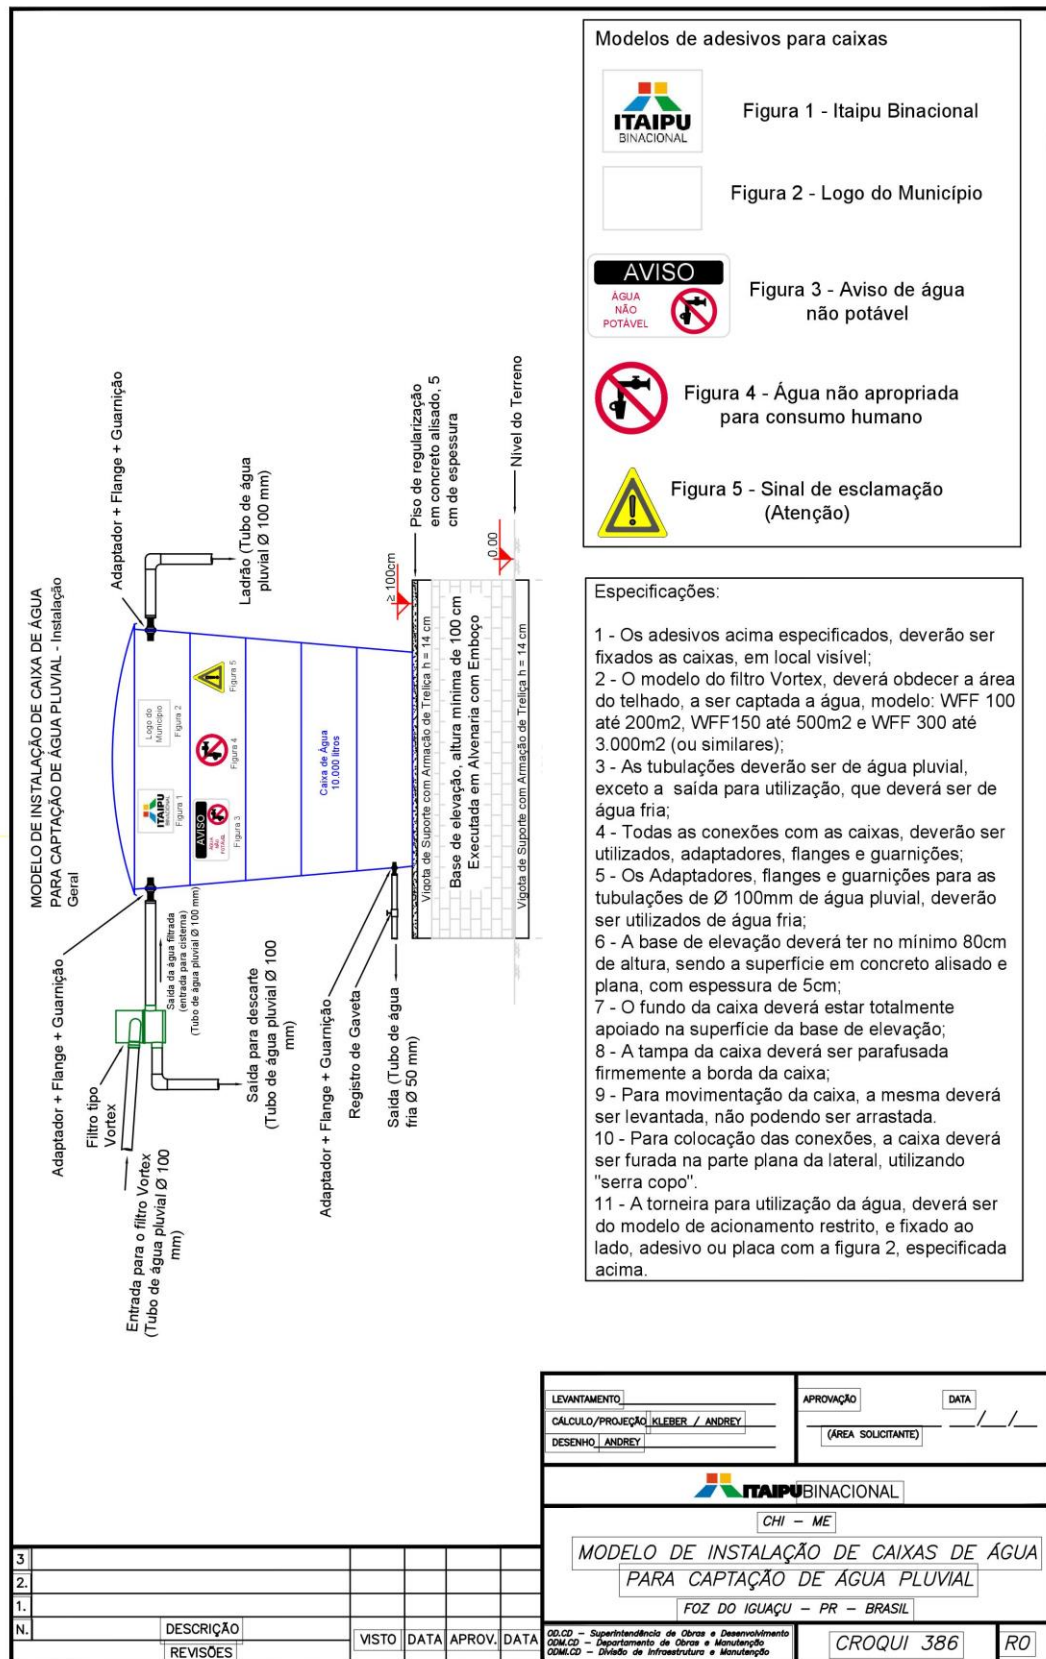 MODELO DE INSTALAÇÃO DE CAIXA DE ÁGUA
PARA CAPTAÇÃO DE ÁGUA PLUVIAL - Instalação
Geral
Adaptador + Flange + Guarnição
Ladrão (Tubo de água
pluvial Ø 100 mm)
Piso de regularização
em concreto alisado, 5
cm de espessura
Nivel do Terreno
≥ 100cm
0.00
Logo do
Município
Figura 2
Figura 5
ITAIPU
BINACIONAL
Figura 1
Figura 4
AVISO
ÁGUA
NÃO
POTÁVEL
Figura 3
Caixa de Água
10.000 litros
Vigota de Suporte com Armação de Treliça h = 14 cm
Base de elevação, altura minima de 100 cm
Executada em Alvenaria com Emboço
Vigota de Suporte com Armação de Treliça h = 14 cm
Adaptador + Flange + Guarnição
Filtro tipo
Vortex
Saída da água filtrada
(entrada para cisterna)
(Tubo de água pluvial Ø 100 mm)
Entrada para o filtro Vortex
(Tubo de água pluvial Ø 100
mm)
Saída para descarte
(Tubo de água pluvial Ø 100
mm)
Adaptador + Flange + Guarnição
Registro de Gaveta
Saída (Tubo de água
fria Ø 50 mm)
Modelos de adesivos para caixas
ITAIPU
BINACIONAL
Figura 1 - Itaipu Binacional
Figura 2 - Logo do Município
AVISO
ÁGUA
NÃO
POTÁVEL
Figura 3 - Aviso de água
não potável
Figura 4 - Água não apropriada
para consumo humano
Figura 5 - Sinal de esclamação
(Atenção)
Especificações:
1 - Os adesivos acima especificados, deverão ser
fixados as caixas, em local visível;
2 - O modelo do filtro Vortex, deverá obdecer a área
do telhado, a ser captada a água, modelo: WFF 100
até 200m2, WFF150 até 500m2 e WFF 300 até
3.000m2 (ou similares);
3 - As tubulações deverão ser de água pluvial,
exceto a saída para utilização, que deverá ser de
água fria;
4 - Todas as conexões com as caixas, deverão ser
utilizados, adaptadores, flanges e guarnições;
5 - Os Adaptadores, flanges e guarnições para as
tubulações de Ø 100mm de água pluvial, deverão
ser utilizados de água fria;
6 - A base de elevação deverá ter no mínimo 80cm
de altura, sendo a superfície em concreto alisado e
plana, com espessura de 5cm;
7 - O fundo da caixa deverá estar totalmente
apoiado na superfície da base de elevação;
8 - A tampa da caixa deverá ser parafusada
firmemente a borda da caixa;
9 - Para movimentação da caixa, a mesma deverá
ser levantada, não podendo ser arrastada.
10 - Para colocação das conexões, a caixa deverá
ser furada na parte plana da lateral, utilizando
"serra copo".
11 - A torneira para utilização da água, deverá ser
do modelo de acionamento restrito, e fixado ao
lado, adesivo ou placa com a figura 2, especificada
acima.
LEVANTAMENTO
CÁLCULO/PROJEÇÃO KLEBER / ANDREY
DESENHO ANDREY
APROVAÇÃO DATA
/ /
(ÁREA SOLICITANTE)
ITAIPU BINACIONAL
CHI - ME
MODELO DE INSTALAÇÃO DE CAIXAS DE ÁGUA
PARA CAPTAÇÃO DE ÁGUA PLUVIAL
FOZ DO IGUAÇU - PR - BRASIL
OD.CD - Superintendência de Obras e Desenvolvimento
ODM.CD - Departamento de Obras e Manutenção
ODMI.CD - Divisão de Infraestrutura e Manutenção
CROQUI 386
R0
3
2.
1.
N. DESCRIÇÃO
REVISÕES
VISTO DATA APROV. DATA